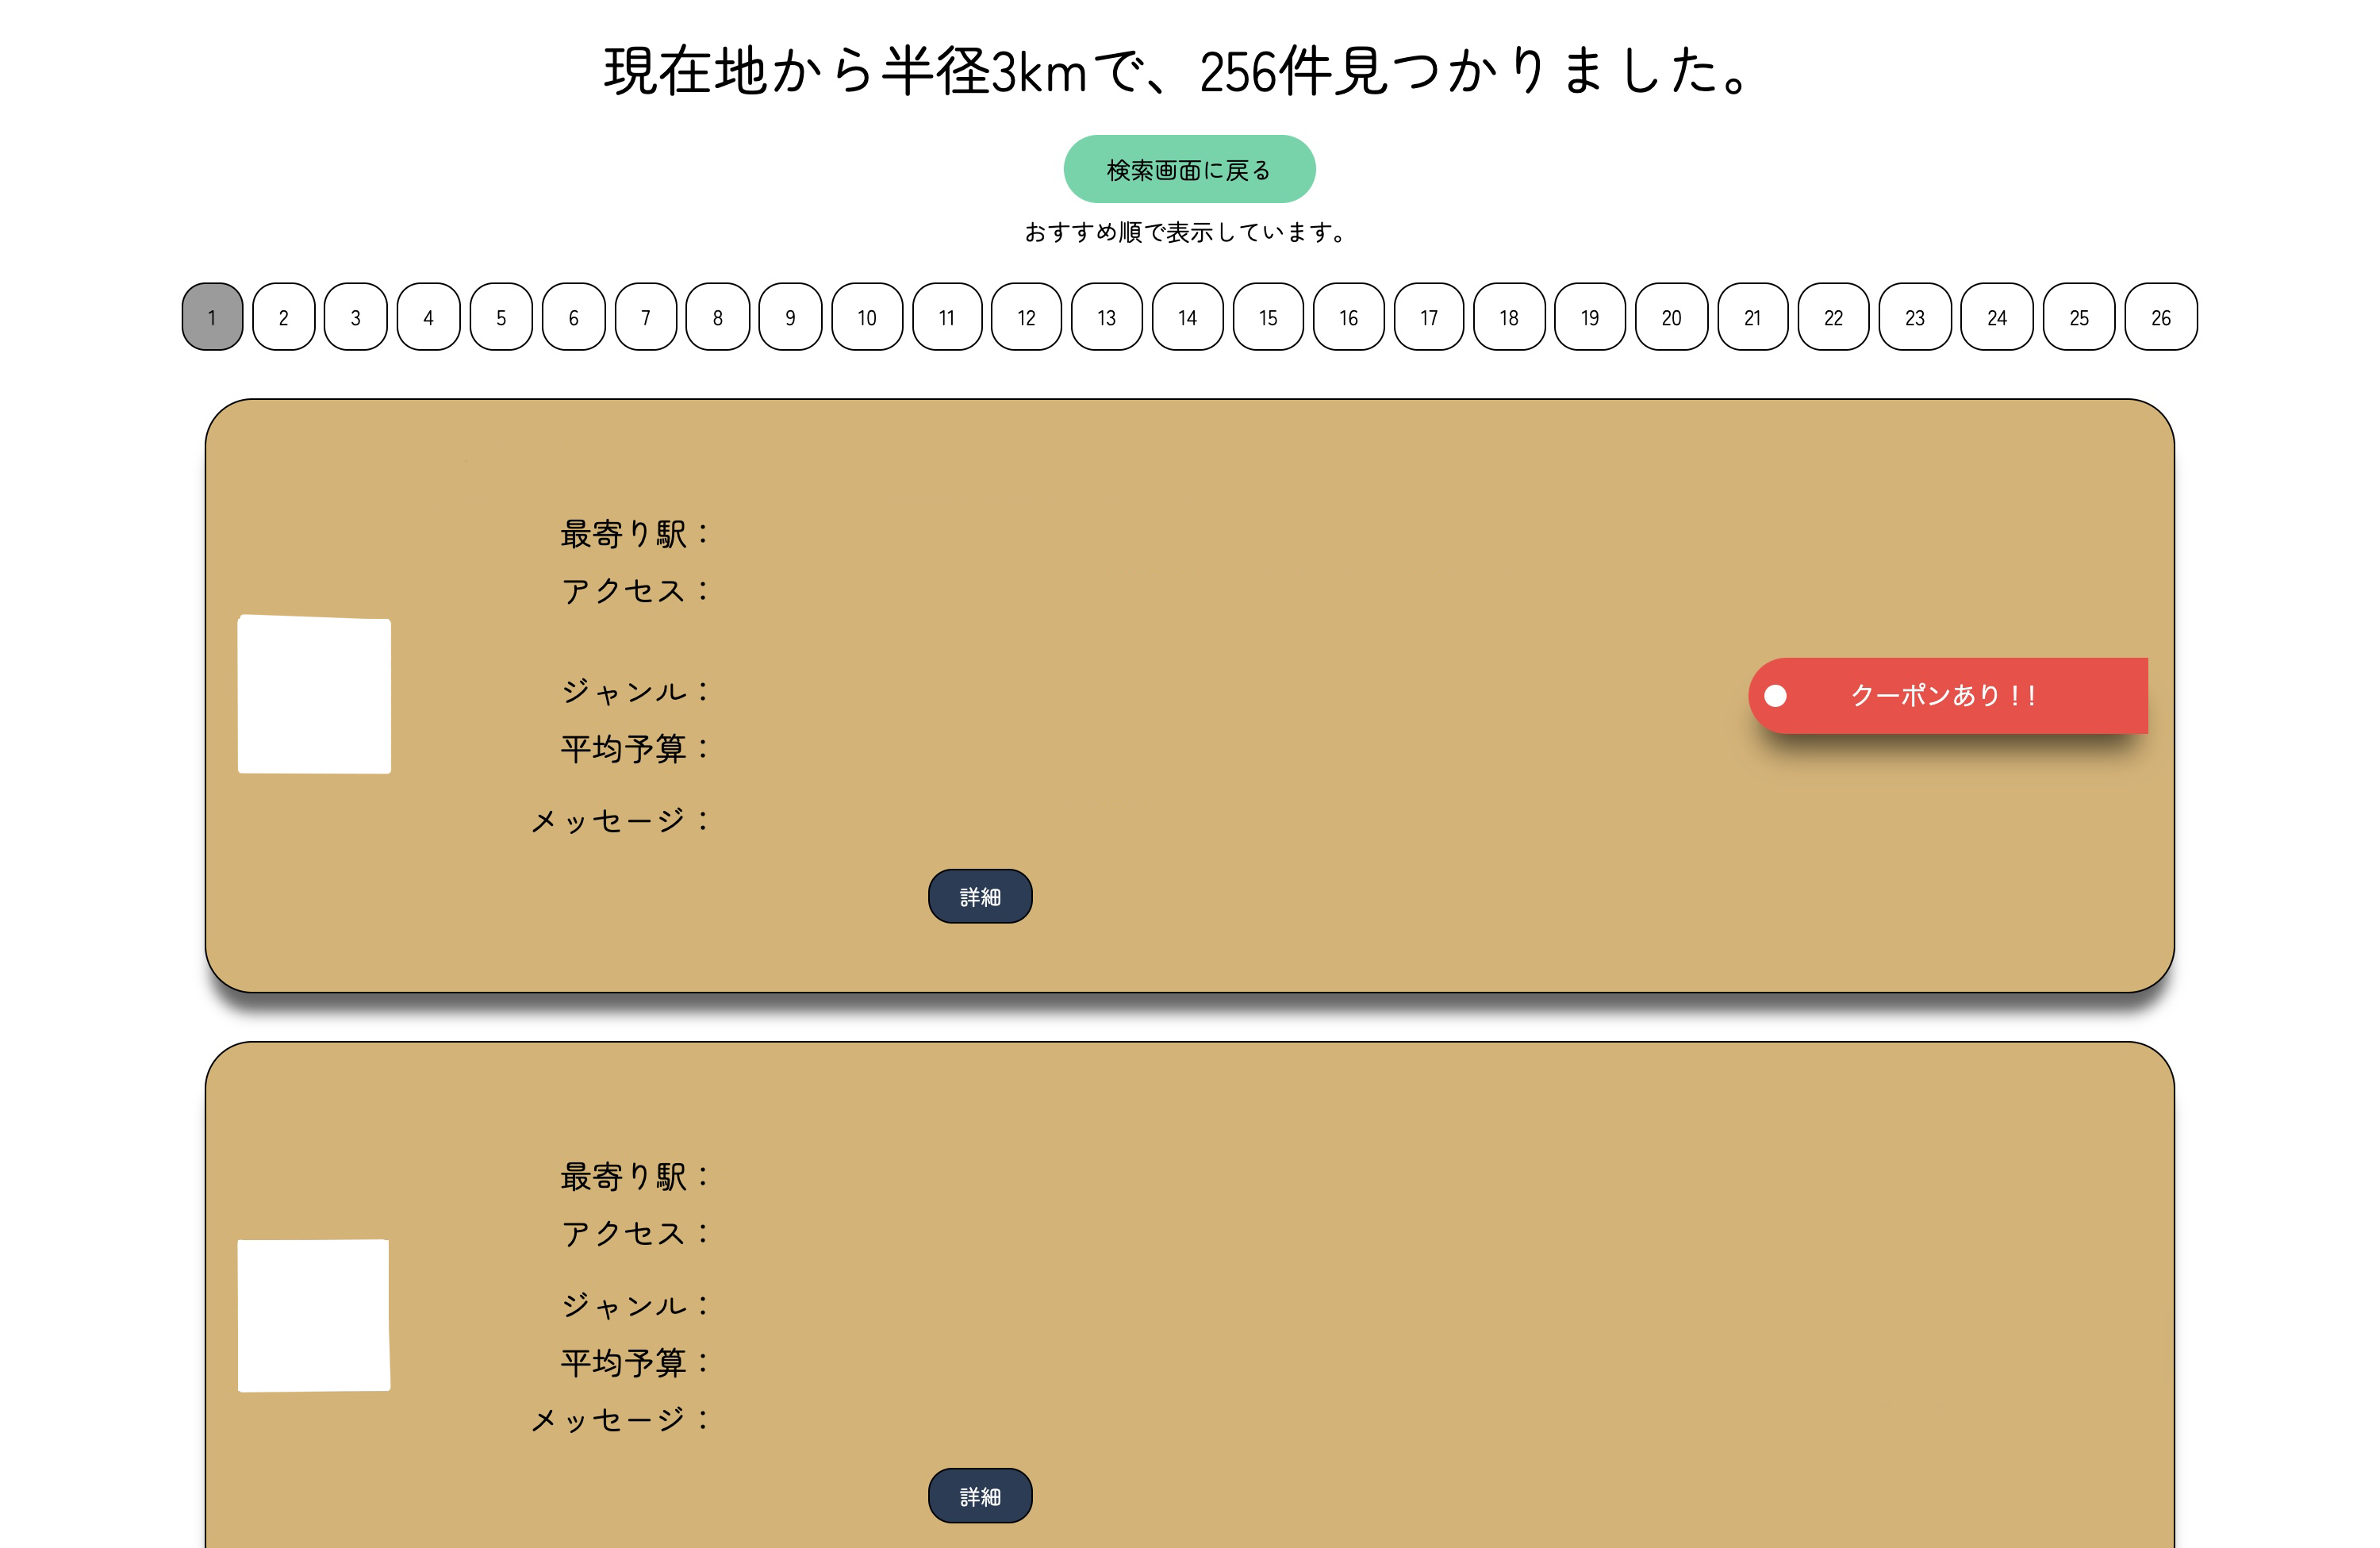 現在地から半径3kmで、256件見つかりました。
検索画面に戻る
おすすめ順で表示しています。
1 2 3 4 5 6 7 8 9 10 11 12 13 14 15 16 17 18 19 20 21 22 23 24 25 26
最寄り駅：
アクセス：
ジャンル：
クーポンあり！！
平均予算：
メッセージ：
詳細
最寄り駅：
アクセス：
ジャンル：
平均予算：
メッセージ：
詳細